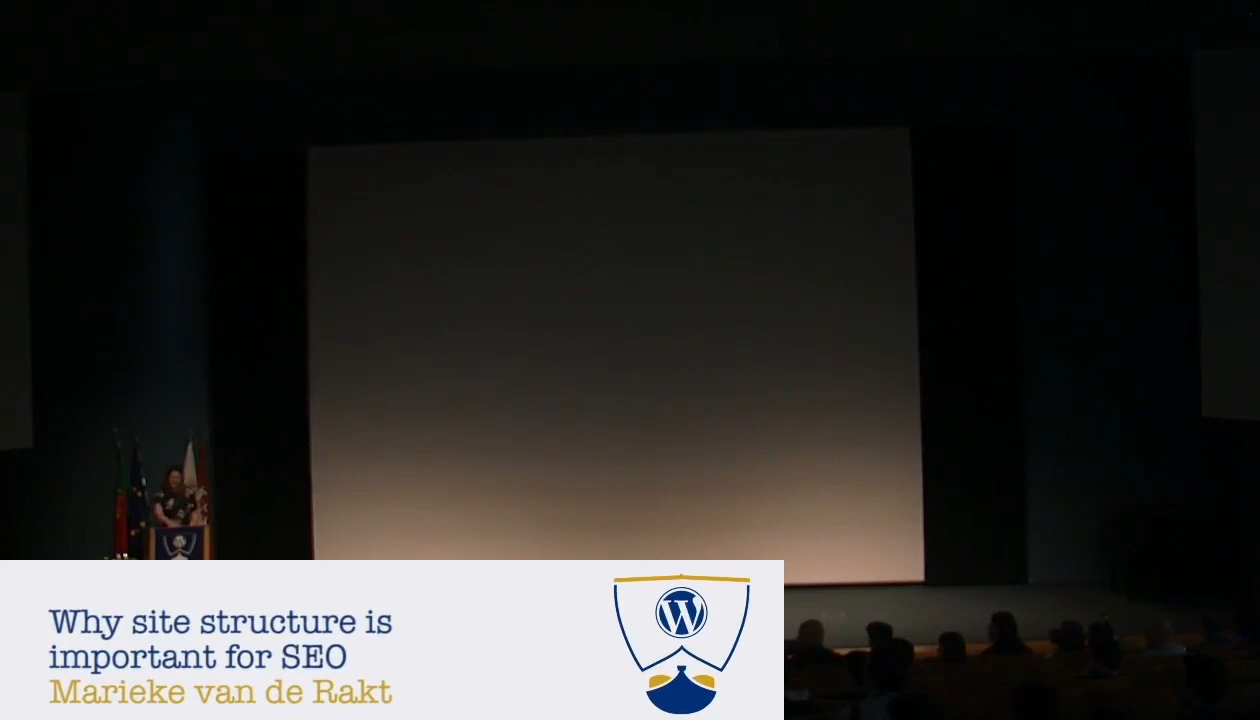 Why site structure is
important for SEO
Marieke van de Rakt